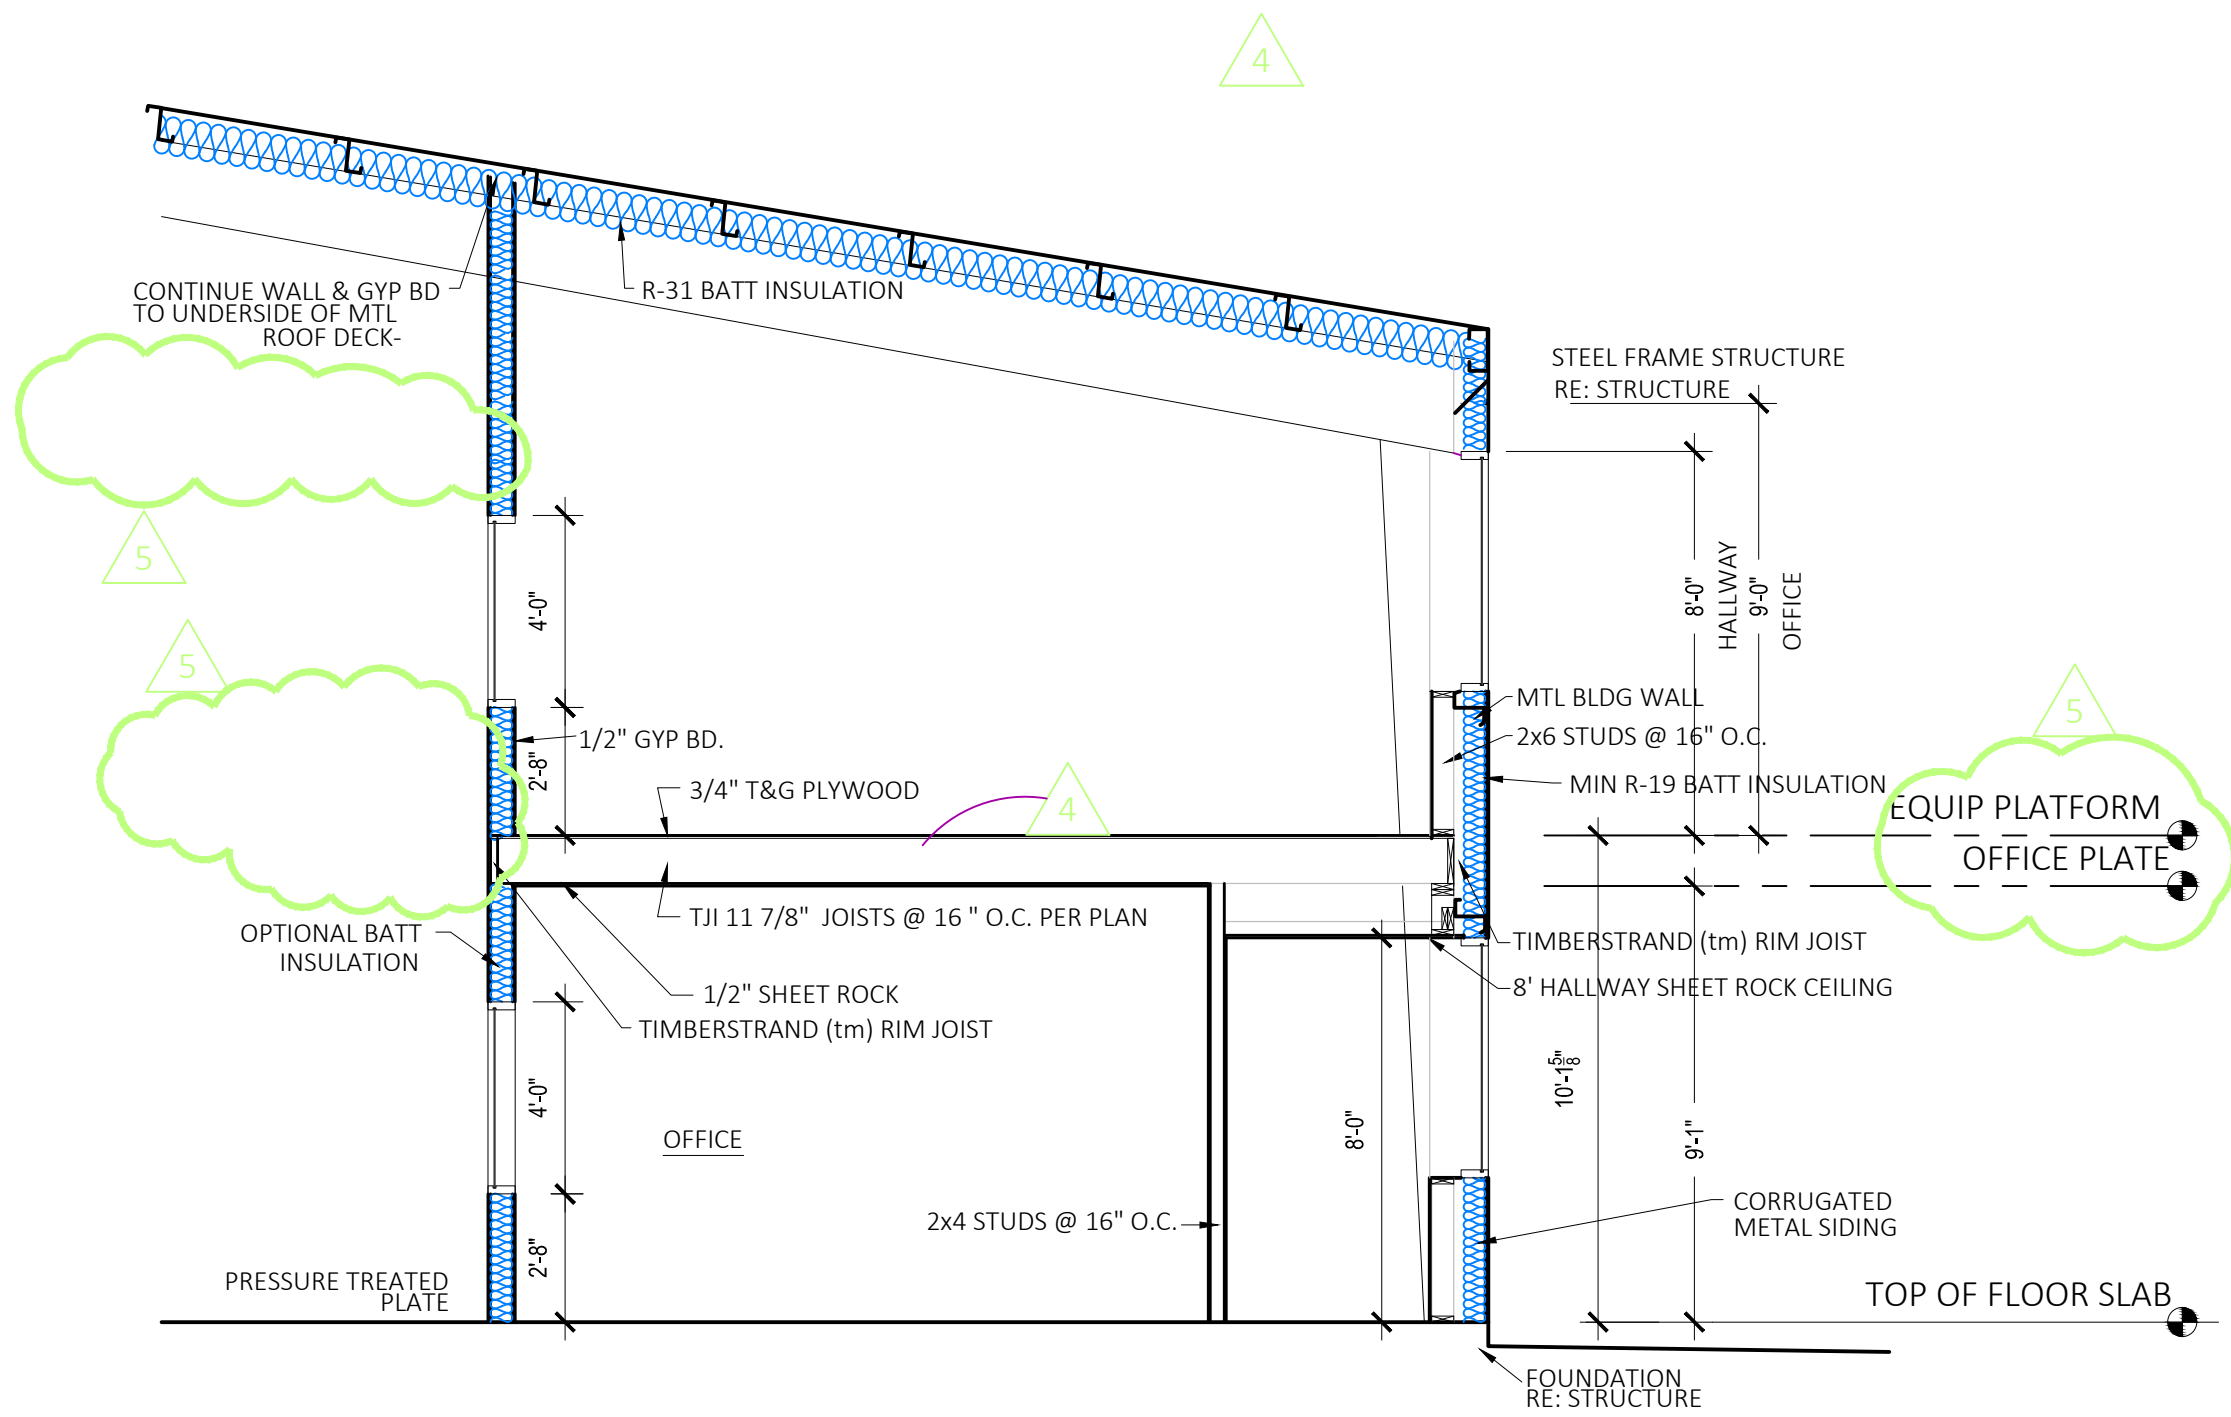 4
CONTINUE WALL & GYP BD
TO UNDERSIDE OF MTL
ROOF DECK-
R-31 BATT INSULATION
STEEL FRAME STRUCTURE
RE: STRUCTURE
5
4'-0"
8'-0"
HALLWAY
9'-0"
OFFICE
5
5
MTL BLDG WALL
1/2" GYP BD.
2x6 STUDS @ 16" O.C.
2'-8"
3/4" T&G PLYWOOD
4
MIN R-19 BATT INSULATION
EQUIP PLATFORM
OFFICE PLATE
TJI 11 7/8" JOISTS @ 16 " O.C. PER PLAN
OPTIONAL BATT
INSULATION
TIMBERSTRAND (tm) RIM JOIST
8' HALLWAY SHEET ROCK CEILING
1/2" SHEET ROCK
TIMBERSTRAND (tm) RIM JOIST
4'-0"
10'-1 5/8"
8'-0"
9'-1"
OFFICE
2x4 STUDS @ 16" O.C.
CORRUGATED
METAL SIDING
2'-8"
PRESSURE TREATED
PLATE
TOP OF FLOOR SLAB
FOUNDATION
RE: STRUCTURE